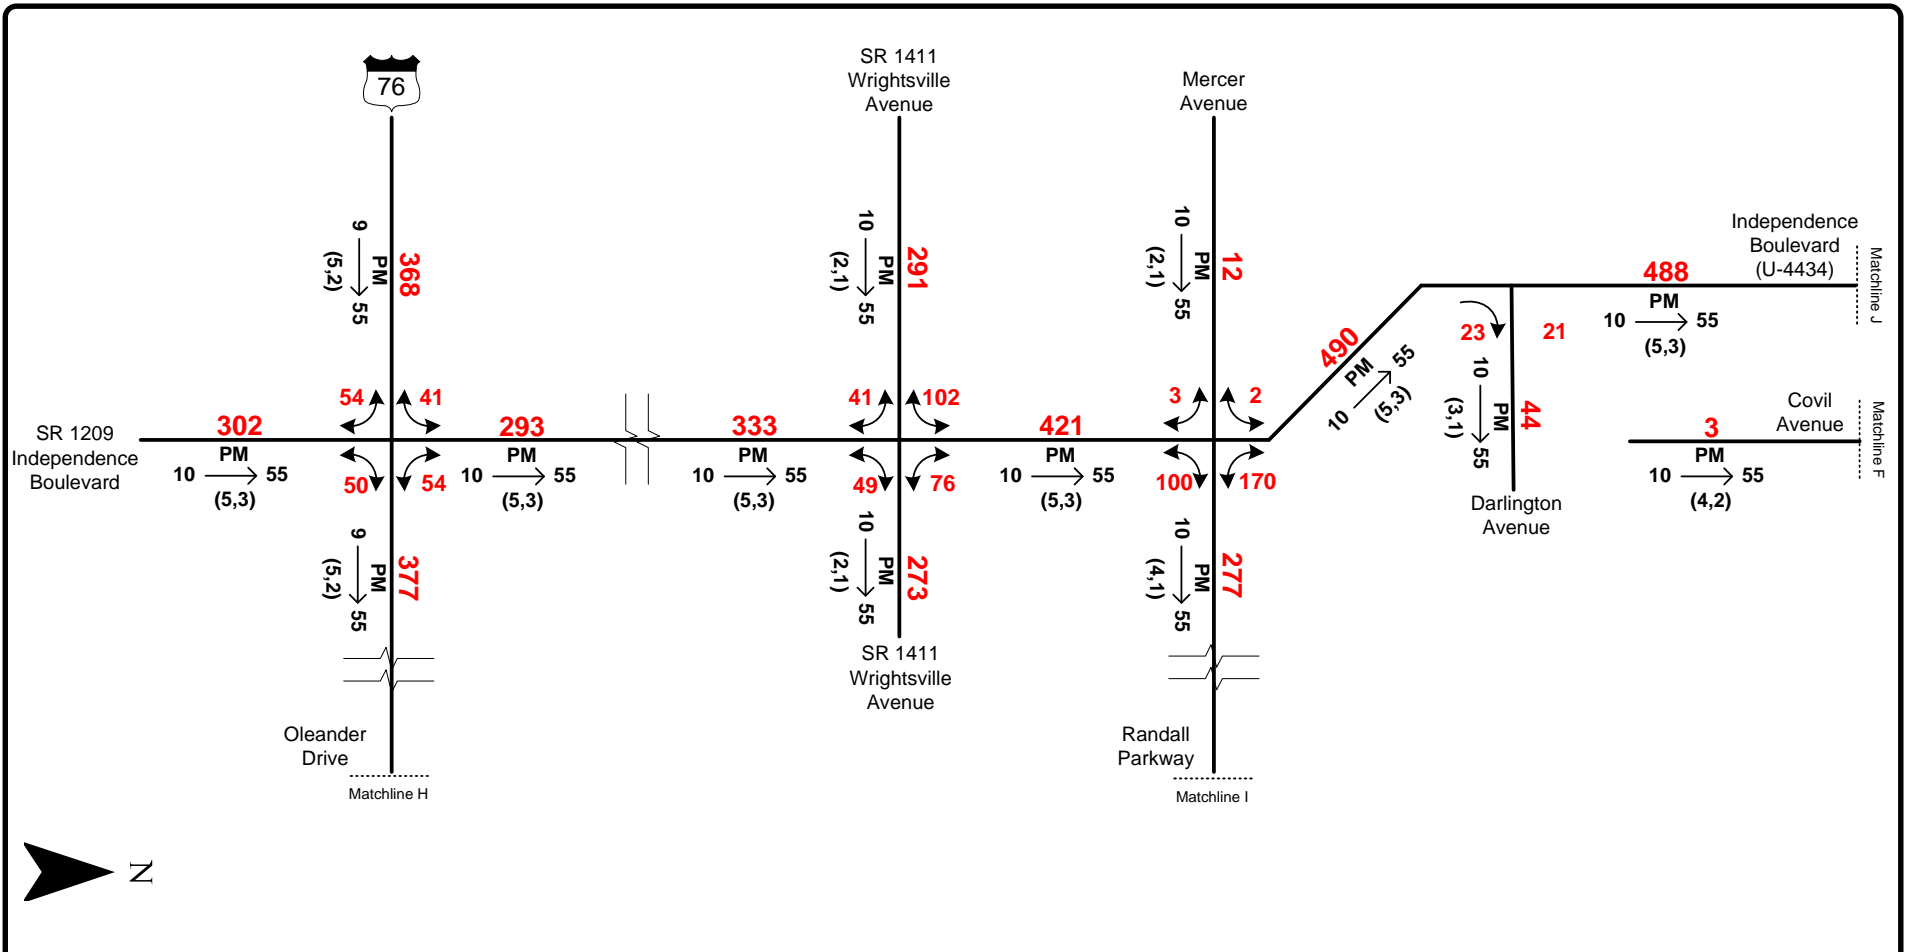 76
SR 1411
Wrightsville
Avenue
Mercer
Avenue
9
PM
55
(5,2)
368
10
PM
55
(2,1)
291
10
PM
55
(2,1)
12
Independence
Boulevard
(U-4434)
Matchline J
488
PM
10 55
(5,3)
490
PM
10 55
(5,3)
23
21
10
PM
55
(3,1)
44
Darlington
Avenue
Covil
Avenue
Matchline F
3
PM
10 55
(4,2)
SR 1209
Independence
Boulevard
302
PM
10 55
(5,3)
54
41
50
54
293
PM
10 55
(5,3)
333
PM
10 55
(5,3)
41
102
49
76
421
PM
10 55
(5,3)
3
2
100
170
9
PM
55
(5,2)
377
10
PM
55
(2,1)
273
10
PM
55
(4,1)
277
SR 1411
Wrightsville
Avenue
Oleander
Drive
Matchline H
Randall
Parkway
Matchline I
N